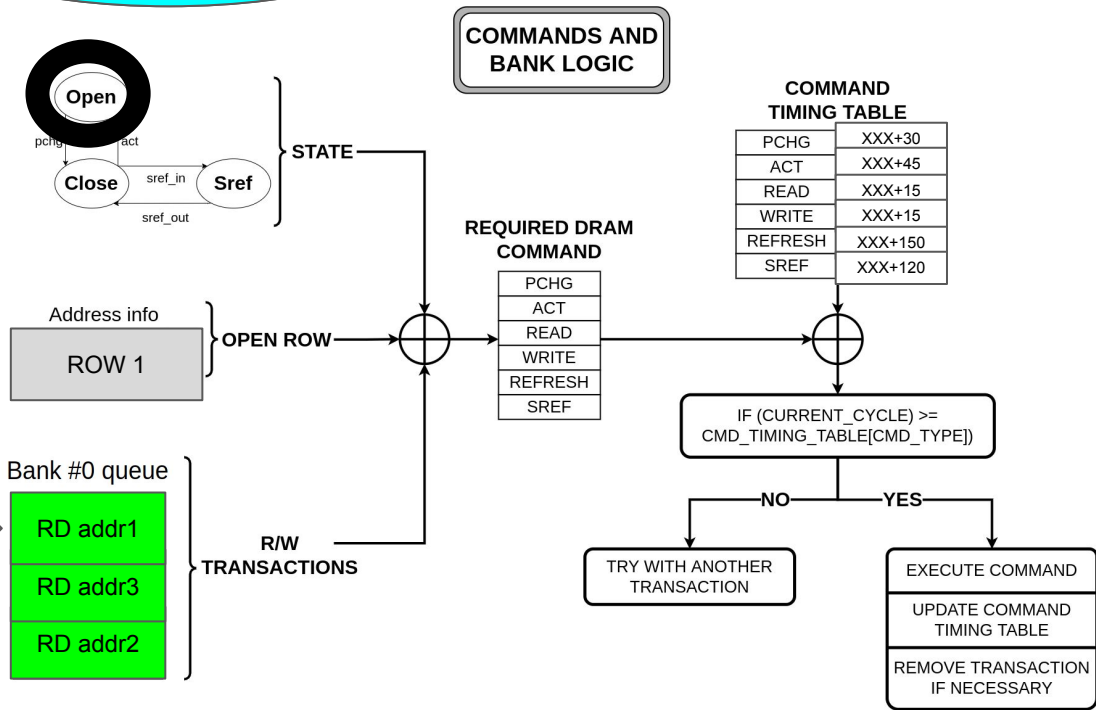 COMMANDS AND
BANK LOGIC
Open
pchg
act
Close
sref_in
Sref
sref_out
STATE
Address info
ROW 1
OPEN ROW
Bank #0 queue
RD addr1
RD addr3
RD addr2
R/W
TRANSACTIONS
REQUIRED DRAM
COMMAND
PCHG
ACT
READ
WRITE
REFRESH
SREF
COMMAND
TIMING TABLE
PCHG XXX+30
ACT XXX+45
READ XXX+15
WRITE XXX+15
REFRESH XXX+150
SREF XXX+120
IF (CURRENT_CYCLE) >=
CMD_TIMING_TABLE[CMD_TYPE])
NO
YES
TRY WITH ANOTHER
TRANSACTION
EXECUTE COMMAND
UPDATE COMMAND
TIMING TABLE
REMOVE TRANSACTION
IF NECESSARY